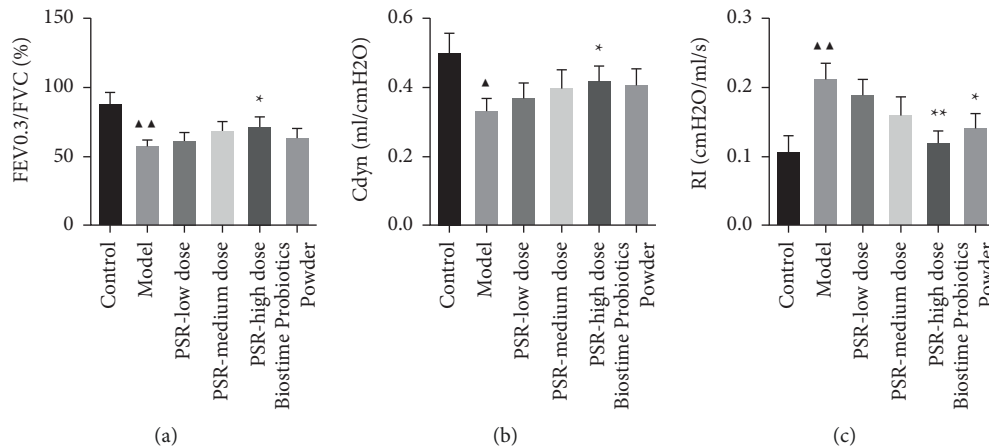 FEV0.3/FVC (%)
150
100
50
0
▲▲
*
Control
Model
PSR-low dose
PSR-medium dose
PSR-high dose
Biostime Probiotics
Powder
(a)
Cdyn (ml/cmH2O)
0.6
0.4
0.2
0.0
▲
*
Control
Model
PSR-low dose
PSR-medium dose
PSR-high dose
Biostime Probiotics
Powder
(b)
RI (cmH2O/ml/s)
0.3
0.2
0.1
0.0
▲▲
**
*
Control
Model
PSR-low dose
PSR-medium dose
PSR-high dose
Biostime Probiotics
Powder
(c)